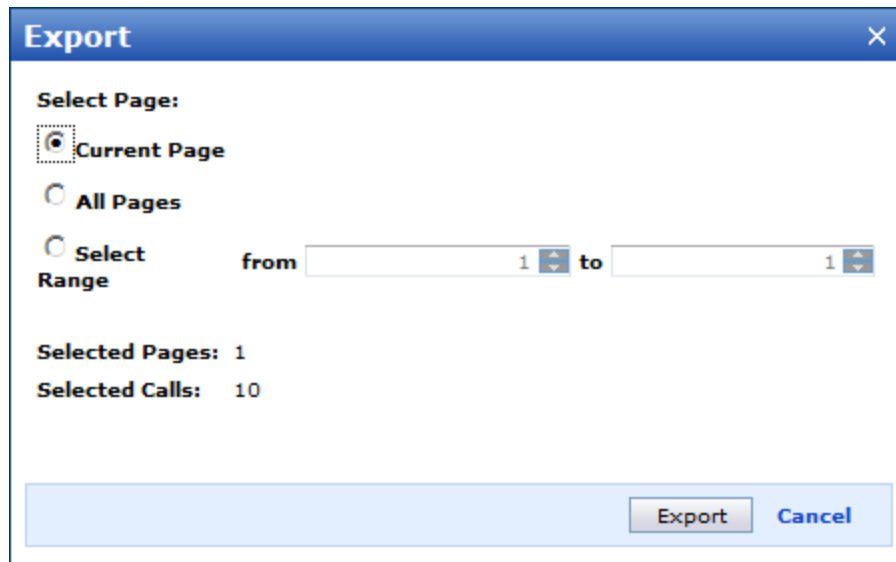 Export
Select Page:
Current Page
All Pages
Select Range from 1 to 1
Selected Pages: 1
Selected Calls: 10
Export Cancel